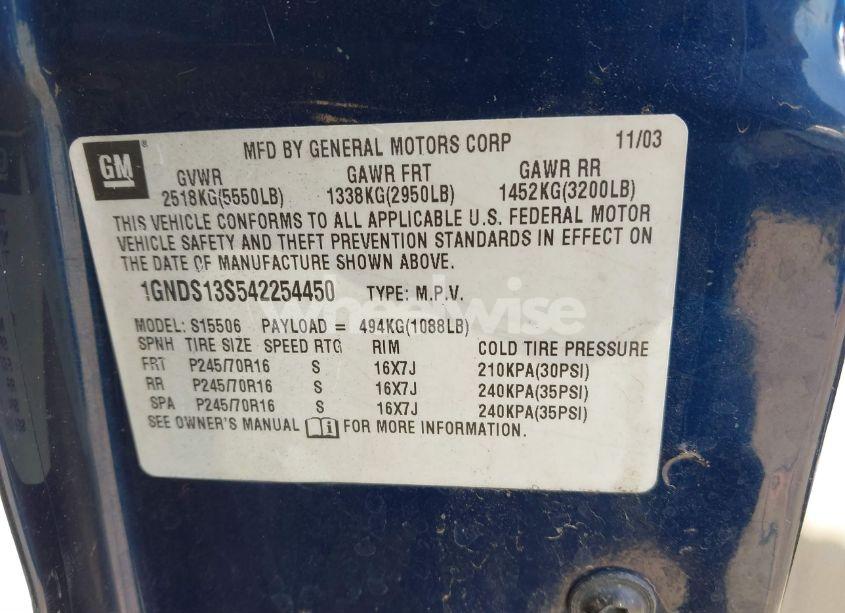 GM
MFD BY GENERAL MOTORS CORP 11/03
GVWR GAWR FRT GAWR RR
2518KG(5550LB) 1338KG(2950LB) 1452KG(3200LB)
THIS VEHICLE CONFORMS TO ALL APPLICABLE U.S. FEDERAL MOTOR
VEHICLE SAFETY AND THEFT PREVENTION STANDARDS IN EFFECT ON
THE DATE OF MANUFACTURE SHOWN ABOVE.
1GNDS13S542254450 TYPE: M.P.V.
wheelwise
MODEL: S15506 PAYLOAD = 494KG(1088LB)
SPNH TIRE SIZE SPEED RTG RIM COLD TIRE PRESSURE
FRT P245/70R16 S 16X7J 210KPA(30PSI)
RR P245/70R16 S 16X7J 240KPA(35PSI)
SPA P245/70R16 S 16X7J 240KPA(35PSI)
SEE OWNER'S MANUAL FOR MORE INFORMATION.